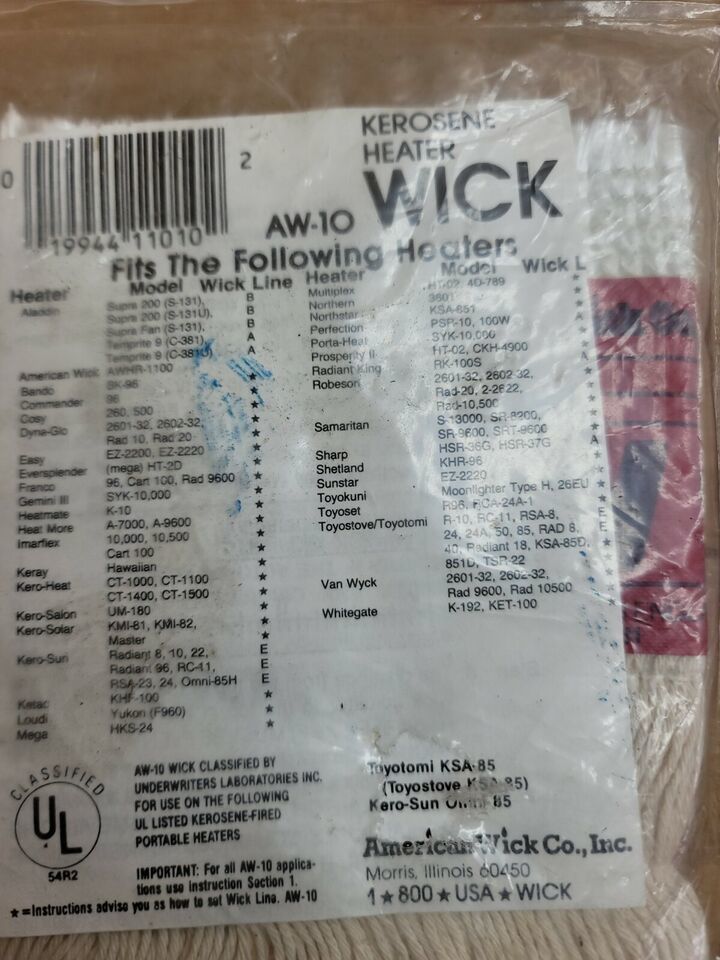 KEROSENE
HEATER
WICK
AW-10
0
2
19944 11010
Fits The Following Heaters
Heater Model Wick Line
Aladdin Supra 200 (S-131), B
Supra 200 (S-131U), B
Supra Fan (S-131), B
Temprite 9 (C-381), A
Temprite 9 (C-381U) A
American Wick AWHR-1100 ★
Bando SK-96 ★
Commander 96 ★
Cosy 260, 500 ★
Dyna-Glo 2601-32, 2602-32, ★
Rad 10, Rad 20
Easy EZ-2200, EZ-2220 ★
Eversplender (mega) HT-2D ★
Franco 96, Cart 100, Rad 9600 ★
Gemini III SYK-10,000 ★
Heatmate K-10 ★
Heat More A-7000, A-9600 ★
Imarflex 10,000, 10,500 ★
Cart 100
Keray Hawaiian ★
Kero-Heat CT-1000, CT-1100 ★
CT-1400, CT-1500 ★
Kero-Salon UM-180 ★
Kero-Solar KMI-81, KMI-82, ★
Master ★
Kero-Sun Radiant 8, 10, 22, E
Radiant 96, RC-11, E
RSA-23, 24, Omni-85H E
Ketac KHF-100 ★
Loudi Yukon (F960) ★
Mega HKS-24 ★
Heater Model Wick L
Multiplex HT-02, 4D-789 ★
Northern 3601 ★
Northstar KSA-851 ★
Perfection PSR-10, 100W ★
Porta-Heat SYK-10,000 ★
Prosperity II HT-02, CKH-4900 ★
Radiant King RK-100S ★
Robeson 2601-32, 2602-32, ★
Rad-20, 2-2622, ★
Rad-10,500 ★
Samaritan S-13000, SR-8200, ★
SR-9600, SRT-9600 ★
Sharp HSR-36G, HSR-37G A
Shetland KHR-96 ★
Sunstar EZ-2220 ★
Toyokuni Moonlighter Type H, 26EU ★
Toyoset R96, RCA-24A-1 ★
Toyostove/Toyotomi R-10, RC-11, RSA-8, E
24, 24A, 50, 85, RAD 8, E
40, Radiant 18, KSA-85D,
851D, TSR-22
Van Wyck 2601-32, 2602-32, ★
Rad 9600, Rad 10500 ★
Whitegate K-192, KET-100 ★
CLASSIFIED
UL
54R2
AW-10 WICK CLASSIFIED BY
UNDERWRITERS LABORATORIES INC.
FOR USE ON THE FOLLOWING
UL LISTED KEROSENE-FIRED
PORTABLE HEATERS
Toyotomi KSA-85
(Toyostove KSA-85)
Kero-Sun Omni 85
IMPORTANT: For all AW-10 applica-
tions use instruction Section 1.
★=Instructions advise you as how to set Wick Line. AW-10
American Wick Co., Inc.
Morris, Illinois 60450
1★800★USA★WICK